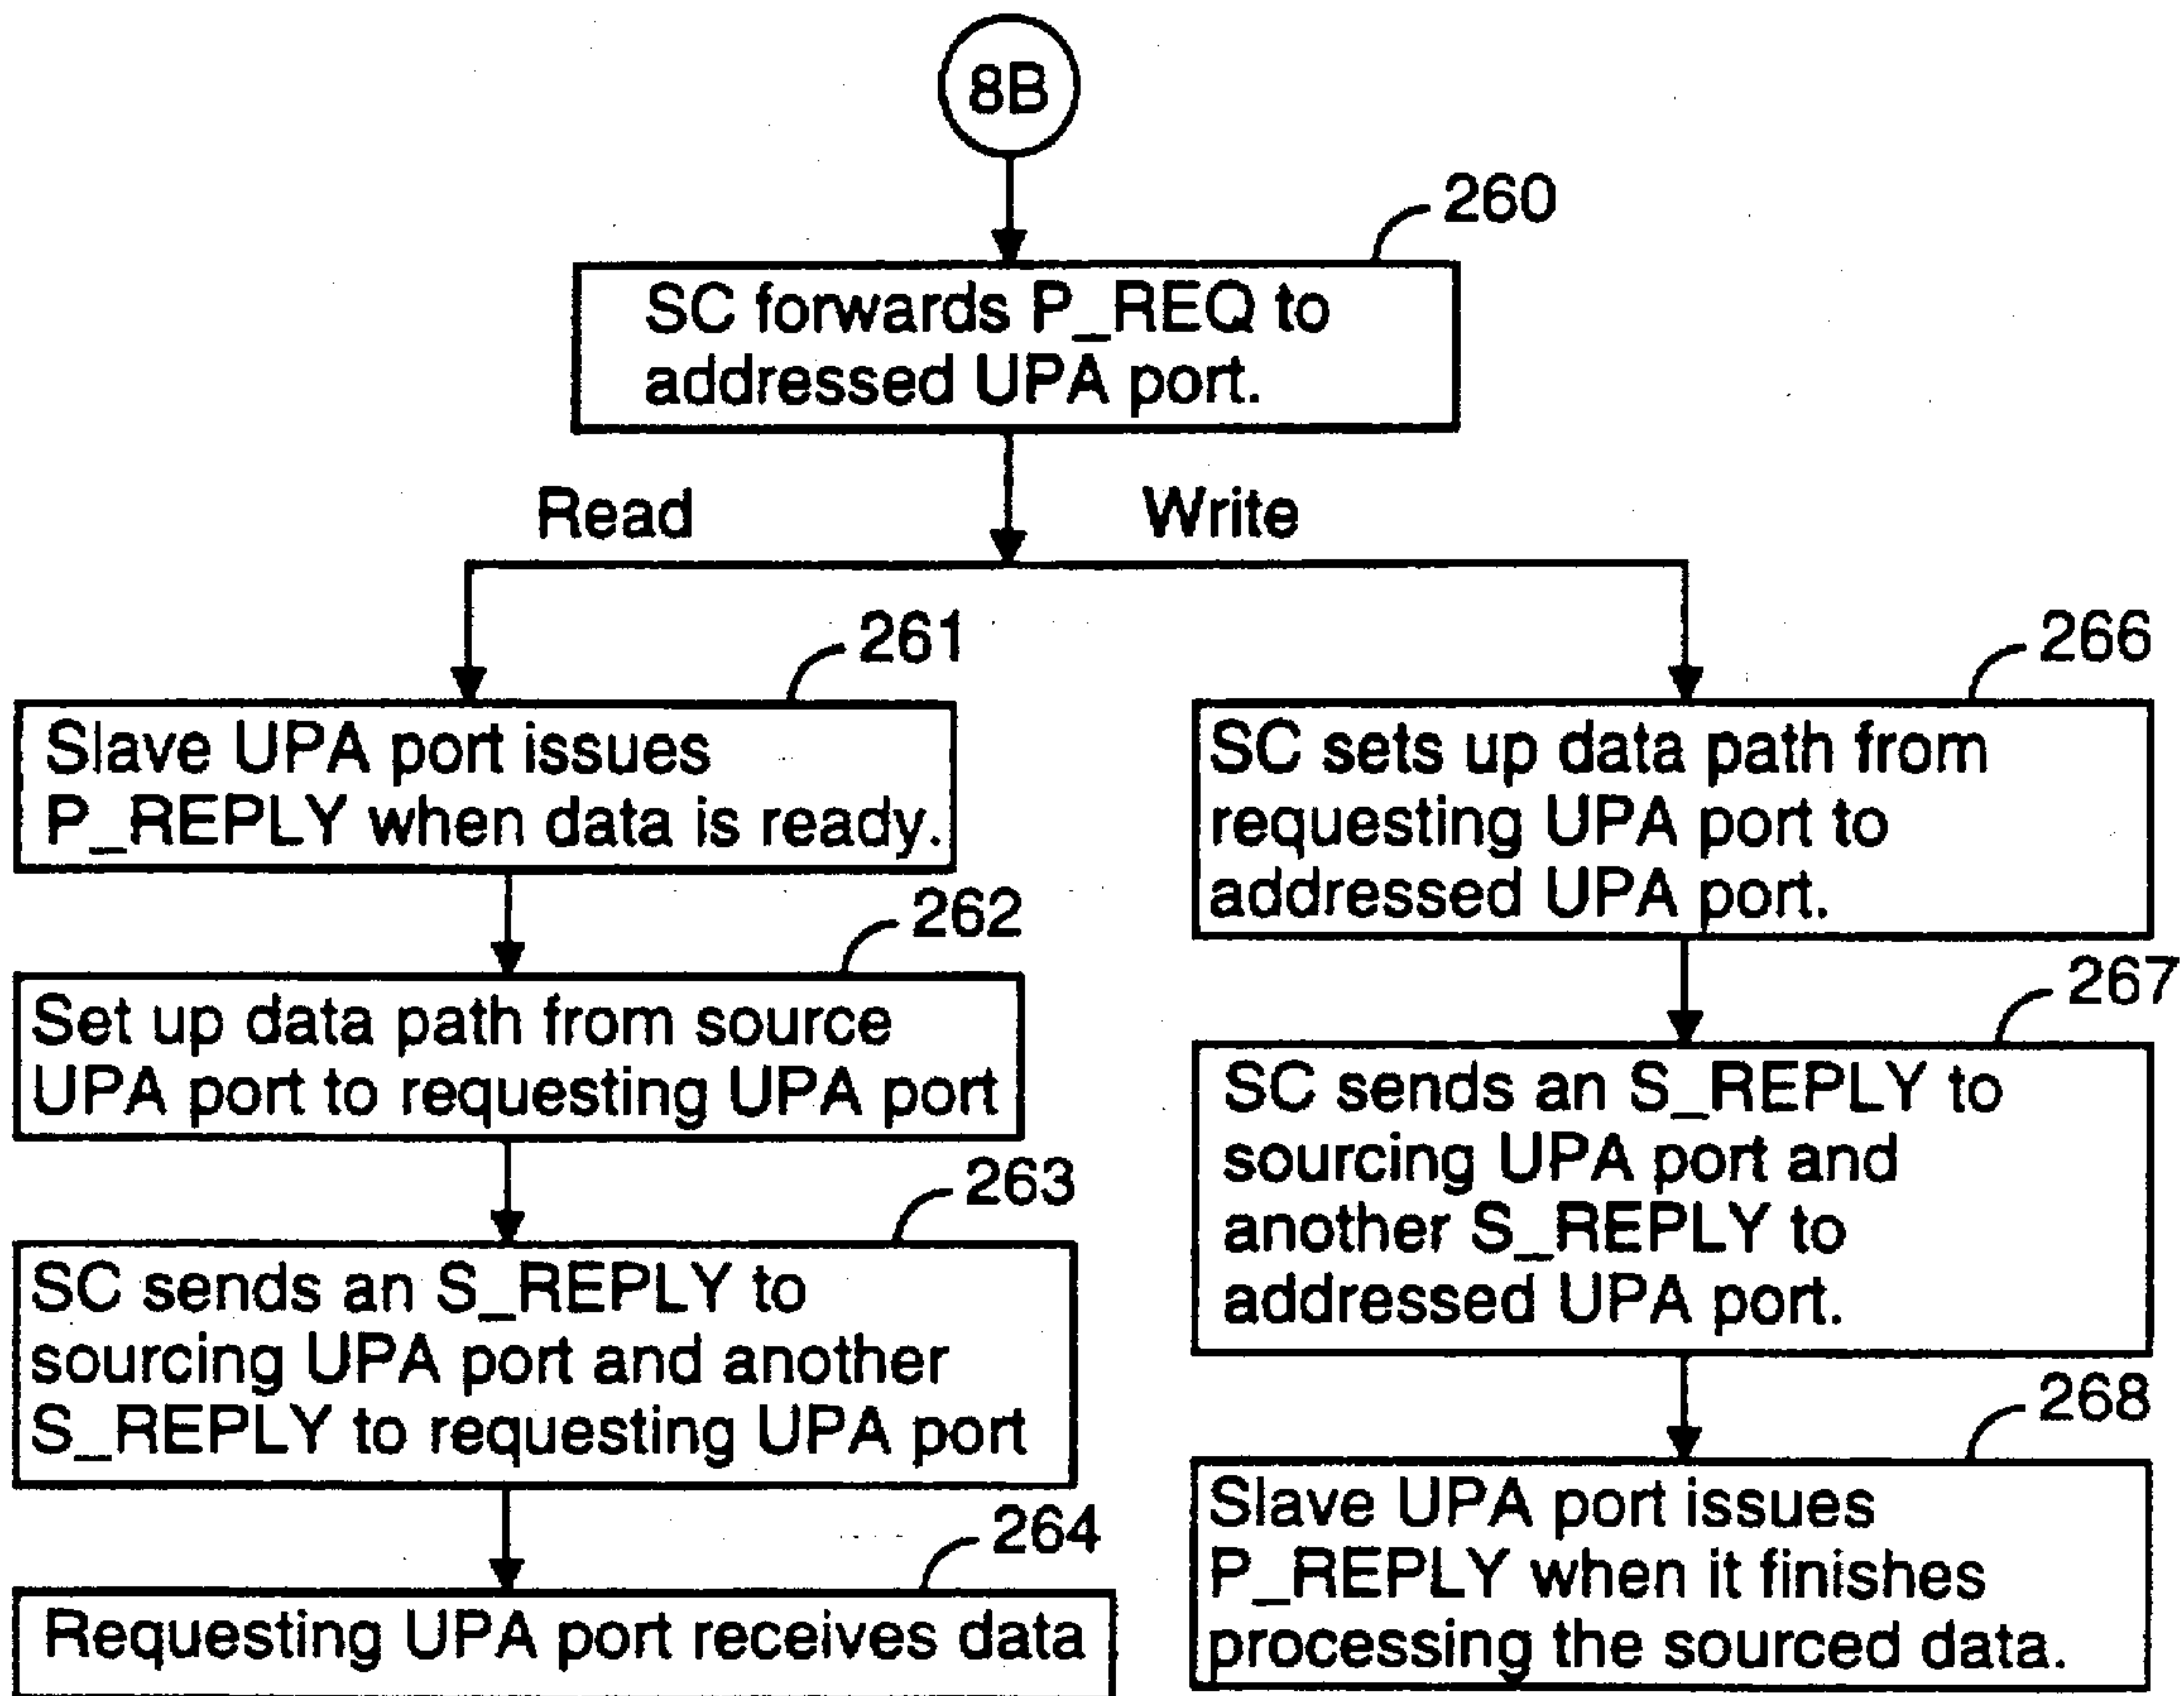 8B
260
SC forwards P_REQ to
addressed UPA port.
Read
Write
261
Slave UPA port issues
P_REPLY when data is ready.
262
Set up data path from source
UPA port to requesting UPA port
263
SC sends an S_REPLY to
sourcing UPA port and another
S_REPLY to requesting UPA port
264
Requesting UPA port receives data
266
SC sets up data path from
requesting UPA port to
addressed UPA port.
267
SC sends an S_REPLY to
sourcing UPA port and
another S_REPLY to
addressed UPA port.
268
Slave UPA port issues
P_REPLY when it finishes
processing the sourced data.